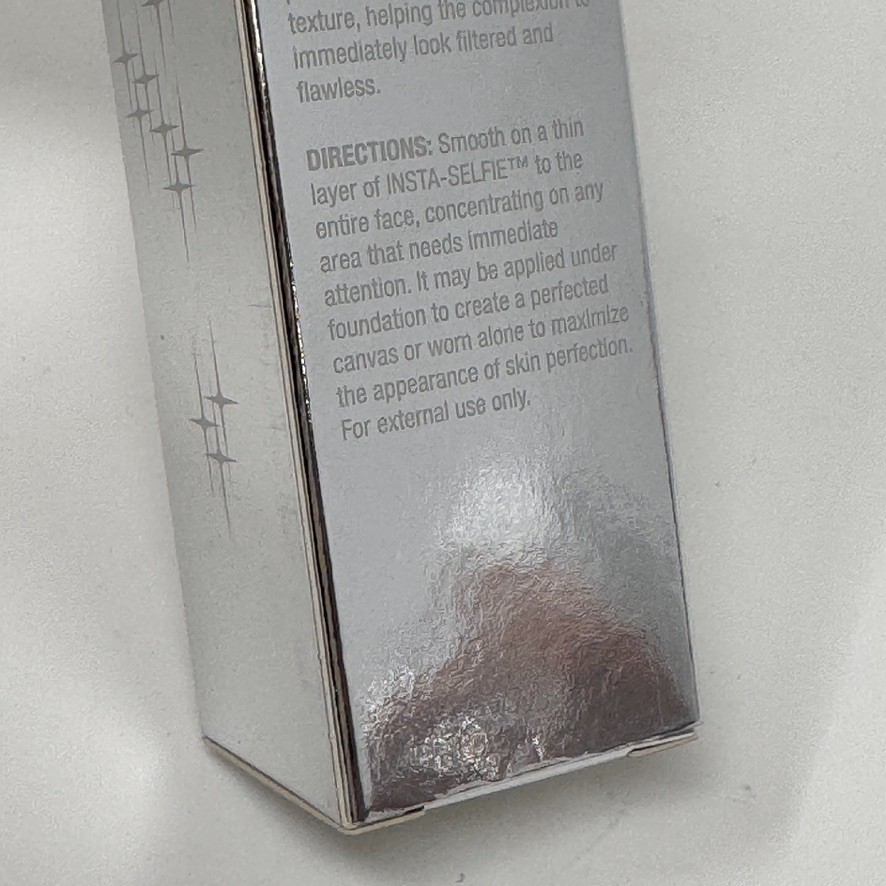 texture, helping the complexion to
immediately look filtered and
flawless.
DIRECTIONS: Smooth on a thin
layer of INSTA-SELFIE™ to the
entire face, concentrating on any
area that needs immediate
attention. It may be applied under
foundation to create a perfected
canvas or worn alone to maximize
the appearance of skin perfection.
For external use only.